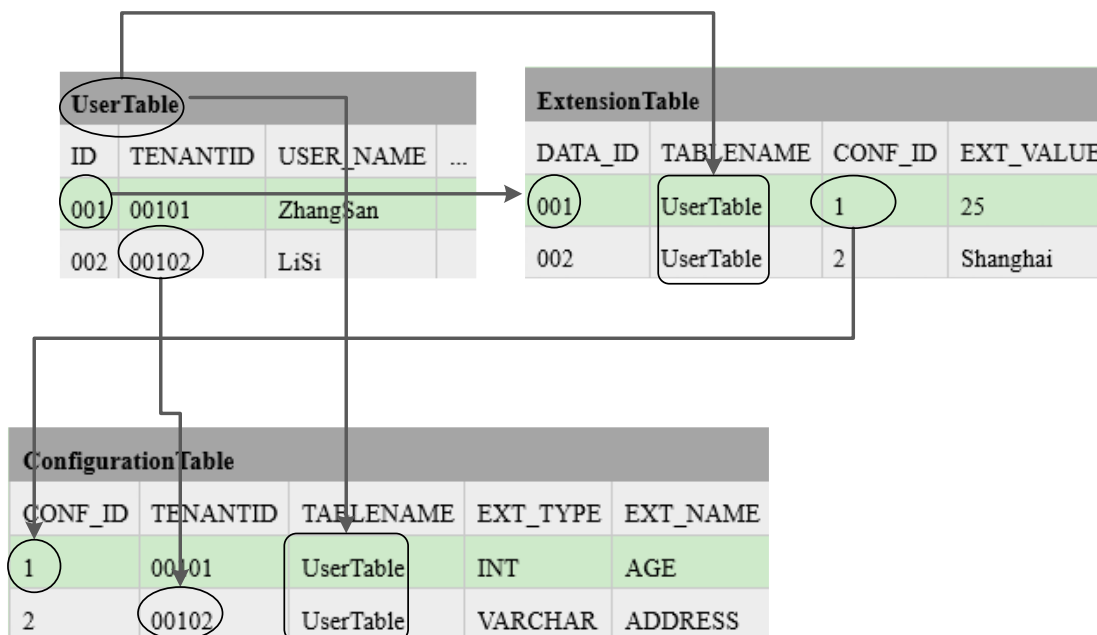 UserTable
ID TENANTID USER_NAME ...
001 00101 ZhangSan
002 00102 LiSi
ExtensionTable
DATA_ID TABLENAME CONF_ID EXT_VALUE
001 UserTable 1 25
002 UserTable 2 Shanghai
ConfigurationTable
CONF_ID TENANTID TABLENAME EXT_TYPE EXT_NAME
1 00101 UserTable INT AGE
2 00102 UserTable VARCHAR ADDRESS